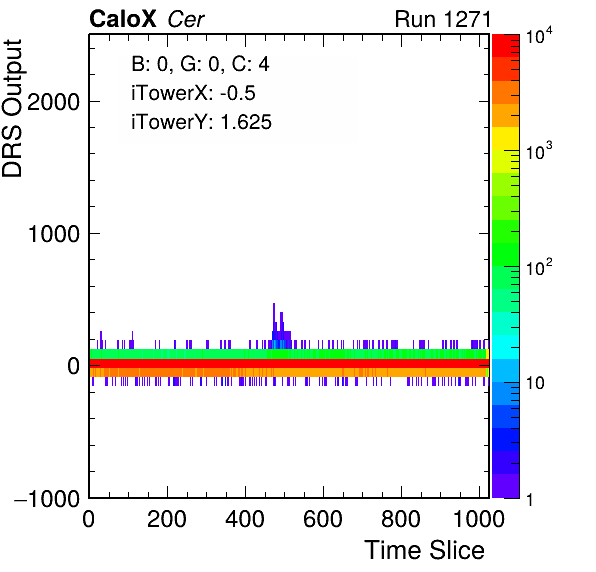 CaloX Cer Run 1271
B: 0, G: 0, C: 4
iTowerX: -0.5
iTowerY: 1.625
DRS Output
2000
1000
0
−1000
0 200 400 600 800 1000
Time Slice
10^4
10^3
10^2
10
1